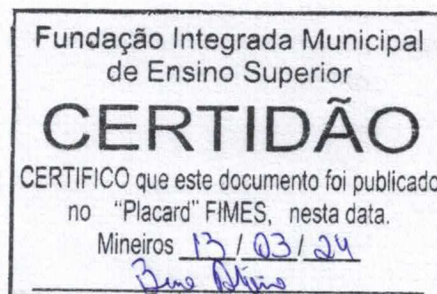 Fundação Integrada Municipal
de Ensino Superior
CERTIDÃO
CERTIFICO que este documento foi publicado
no "Placard" FIMES, nesta data.
Mineiros 13 / 03 / 24